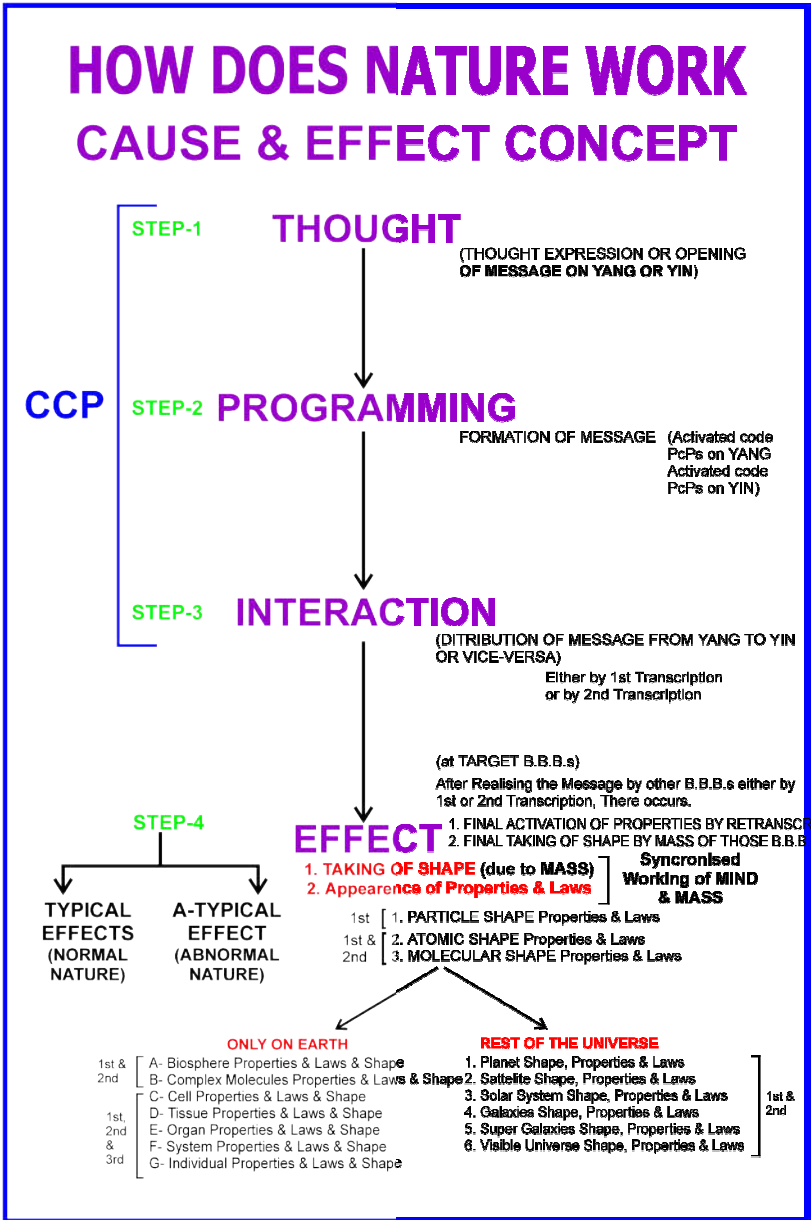 HOW DOES NATURE WORK
CAUSE & EFFECT CONCEPT
STEP-1
THOUGHT
(THOUGHT EXPRESSION OR OPENING
OF MESSAGE ON YANG OR YIN)
CCP
STEP-2
PROGRAMMING
FORMATION OF MESSAGE (Activated code
PcPs on YANG
Activated code
PcPs on YIN)
STEP-3
INTERACTION
(DITRIBUTION OF MESSAGE FROM YANG TO YIN
OR VICE-VERSA)
Either by 1st Transcription
or by 2nd Transcription
(at TARGET B.B.B.s)
After Realising the Message by other B.B.B.s either by
1st or 2nd Transcription, There occurs.
STEP-4
EFFECT
1. FINAL ACTIVATION OF PROPERTIES BY RETRANSCR
2. FINAL TAKING OF SHAPE BY MASS OF THOSE B.B.B
1. TAKING OF SHAPE (due to MASS)
2. Appearence of Properties & Laws
Syncronised
Working of MIND
& MASS
TYPICAL
EFFECTS
(NORMAL
NATURE)
A-TYPICAL
EFFECT
(ABNORMAL
NATURE)
1st
1. PARTICLE SHAPE Properties & Laws
1st &
2nd
2. ATOMIC SHAPE Properties & Laws
3. MOLECULAR SHAPE Properties & Laws
ONLY ON EARTH
1st &
2nd
A- Biosphere Properties & Laws & Shape
B- Complex Molecules Properties & Laws & Shape
1st,
2nd
&
3rd
C- Cell Properties & Laws & Shape
D- Tissue Properties & Laws & Shape
E- Organ Properties & Laws & Shape
F- System Properties & Laws & Shape
G- Individual Properties & Laws & Shape
REST OF THE UNIVERSE
1. Planet Shape, Properties & Laws
2. Sattelite Shape, Properties & Laws
3. Solar System Shape, Properties & Laws
4. Galaxies Shape, Properties & Laws
5. Super Galaxies Shape, Properties & Laws
6. Visible Universe Shape, Properties & Laws
1st &
2nd